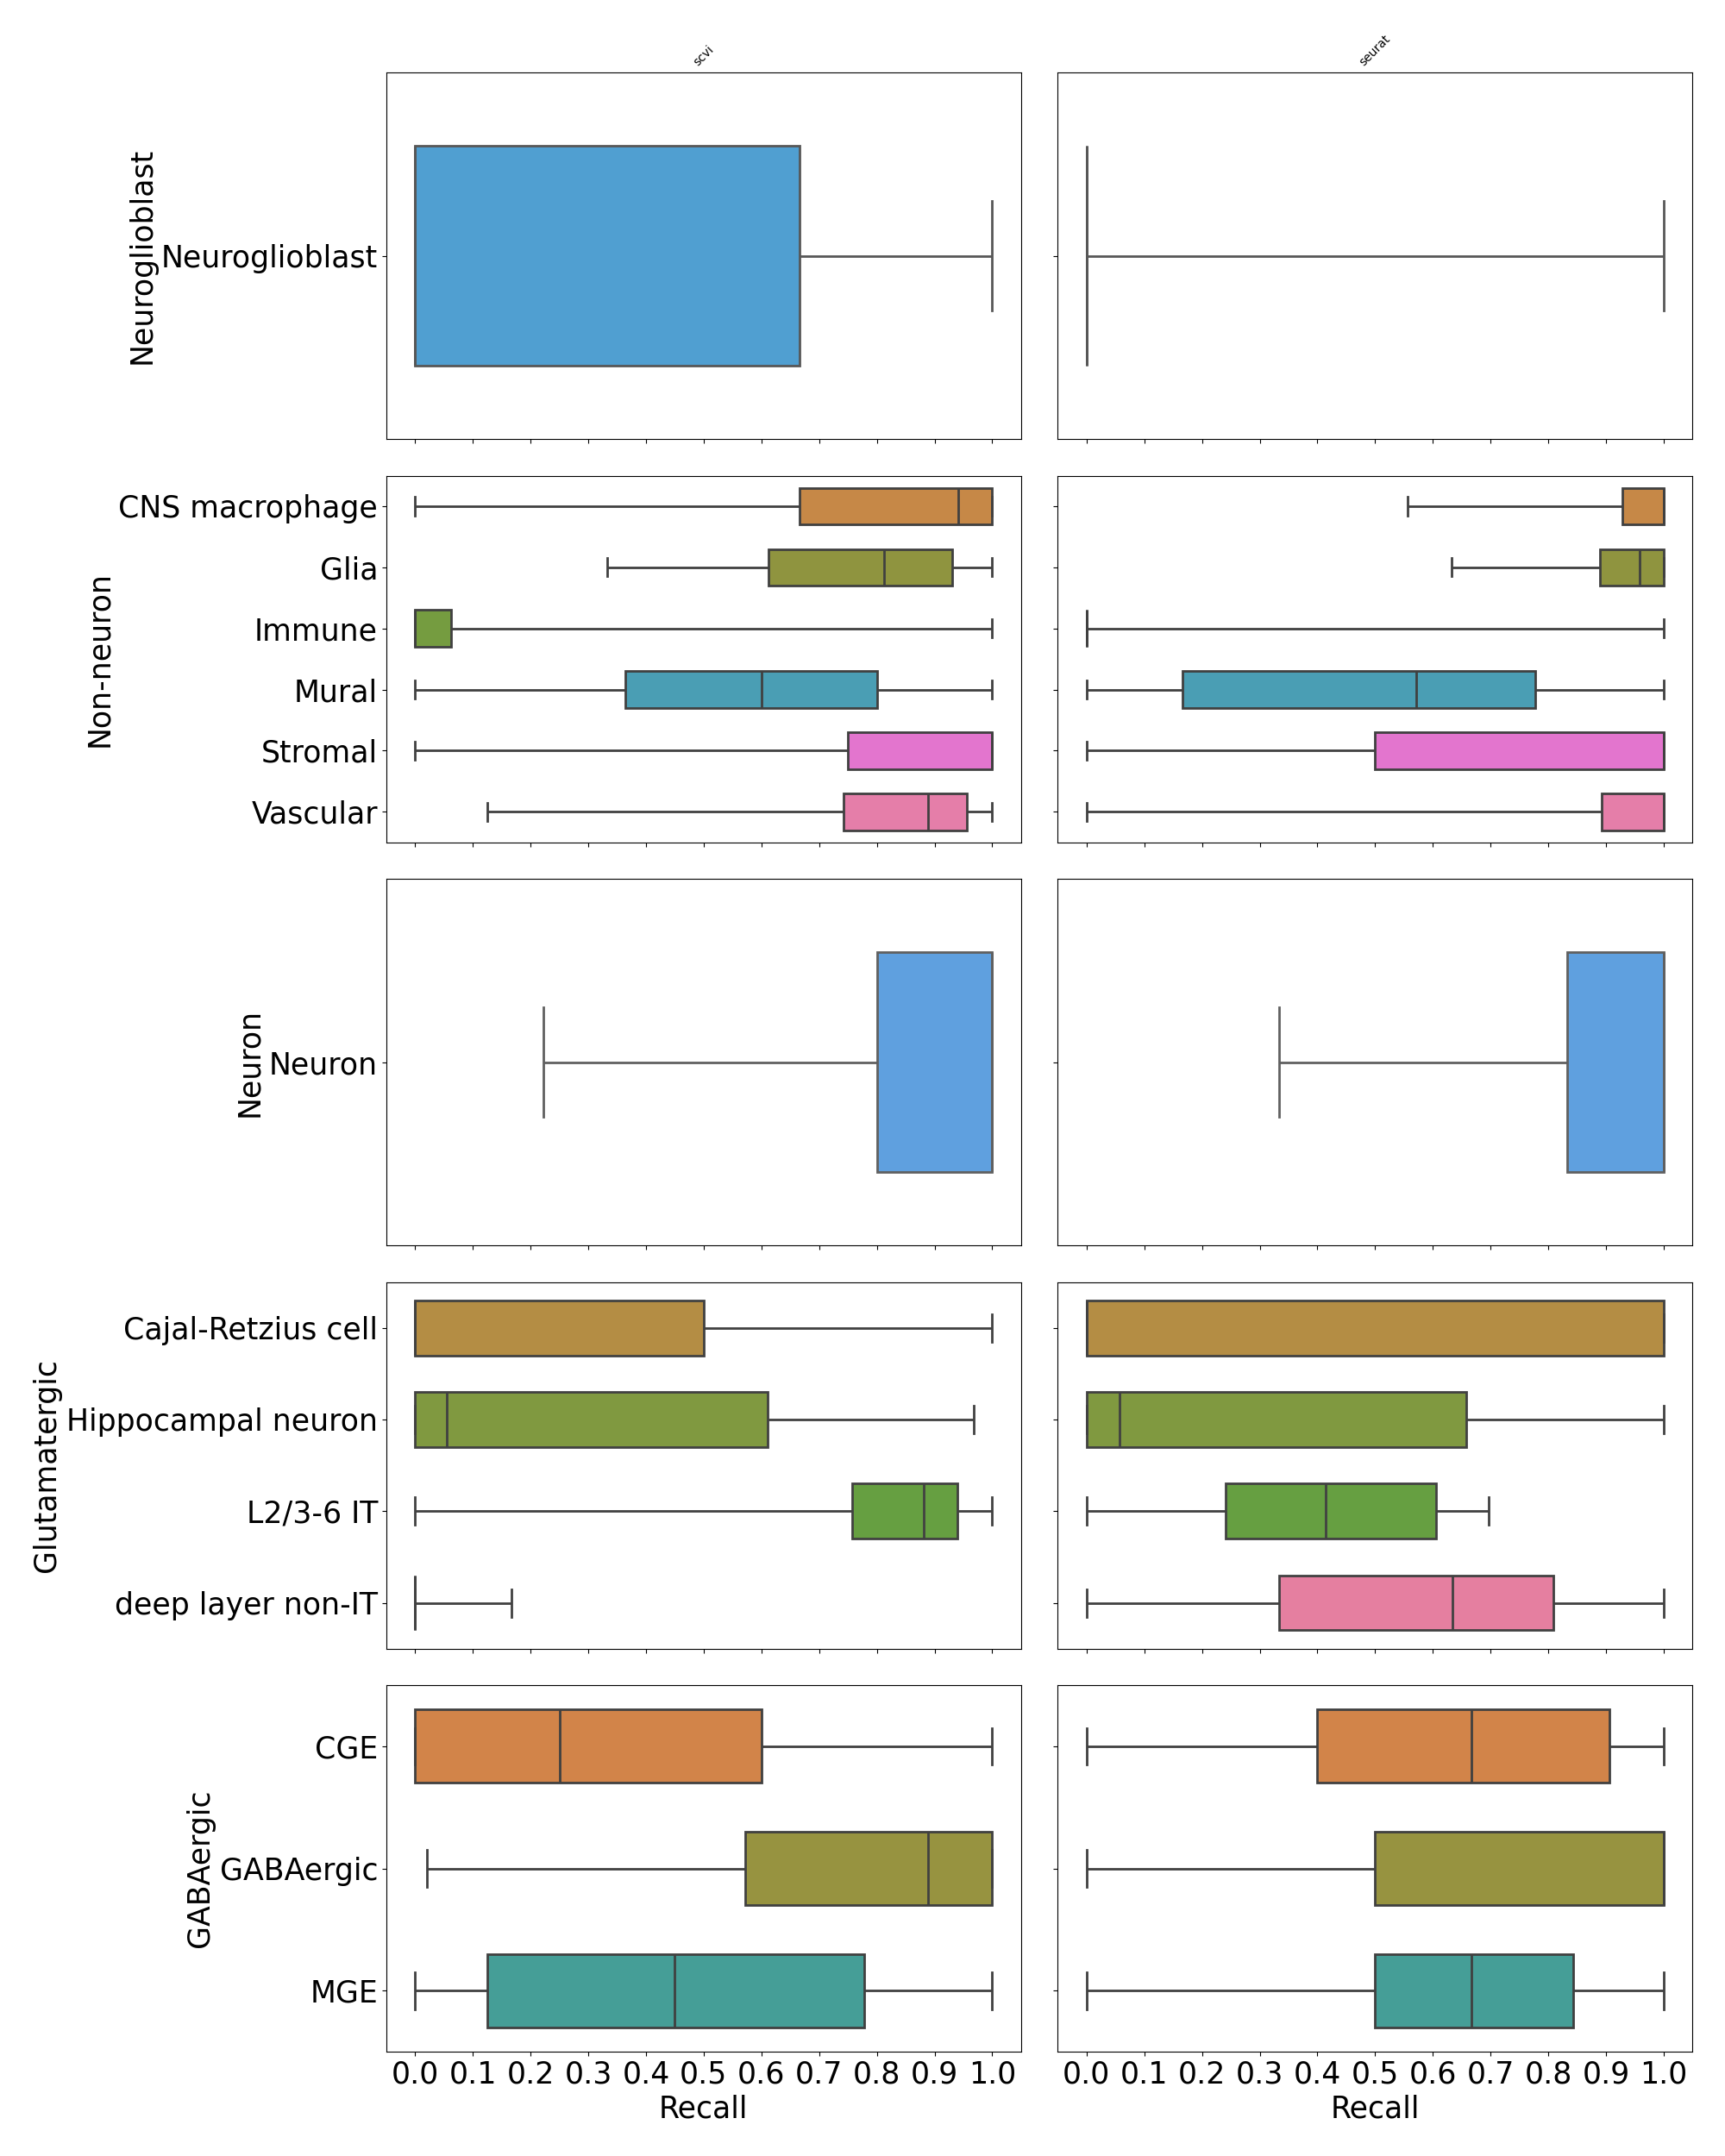 scvi
seurat
Neuroglioblast
Neuroglioblast
Non-neuron
CNS macrophage
Glia
Immune
Mural
Stromal
Vascular
Neuron
Neuron
Glutamatergic
Cajal-Retzius cell
Hippocampal neuron
L2/3-6 IT
deep layer non-IT
GABAergic
CGE
GABAergic
MGE
0.0 0.1 0.2 0.3 0.4 0.5 0.6 0.7 0.8 0.9 1.0
0.0 0.1 0.2 0.3 0.4 0.5 0.6 0.7 0.8 0.9 1.0
Recall
Recall